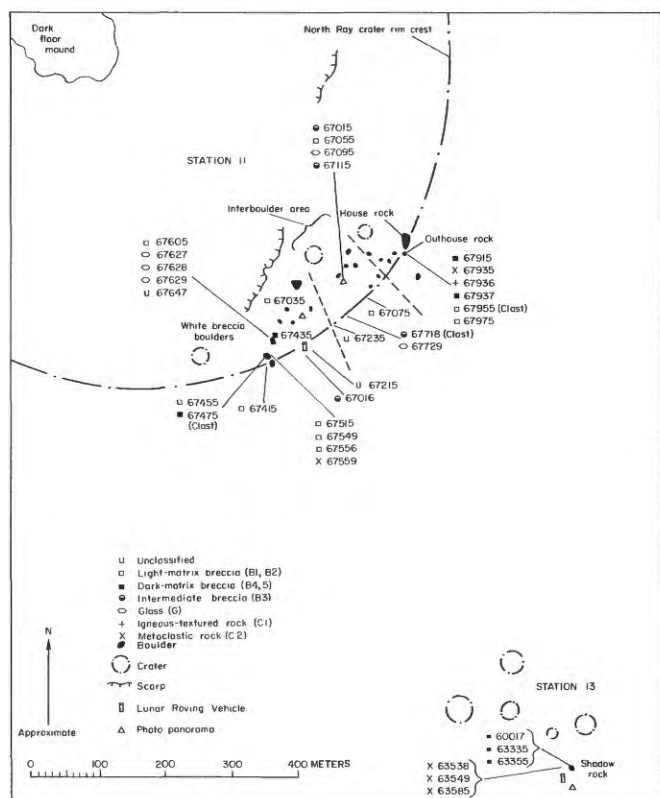 Dark
floor
mound
North Ray crater rim crest
67015
67055
67095
67115
STATION 11
Interboulder area
House rock
67605
67627
67628
67629
67647
Outhouse rock
67915
67935
67936
67937
67955 (Clast)
67975
67035
67075
67435
White breccia
boulders
67235
67718 (Clast)
67729
67215
67016
67455
67475
(Clast)
67415
67515
67549
67556
67559
U Unclassified
Light-matrix breccia (B1, B2)
Dark-matrix breccia (B4,5)
Intermediate breccia (B3)
Glass (G)
+ Igneous-textured rock (C1)
X Metaclastic rock (C2)
Boulder
Crater
Scarp
Lunar Roving Vehicle
Photo panorama
N
Approximate
STATION 13
60017
63335
63355
X 63538
X 63549
X 63585
Shadow
rock
0 100 200 300 400 METERS